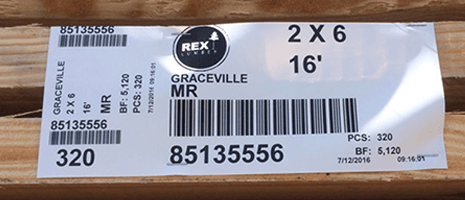 85135556
GRACEVILLE
2 X 6
16'
MR
BF: 5,120
PCS: 320
7/12/2016 09:16:01
85135556
320
REX
LUMBER
2 X 6
16'
GRACEVILLE
MR
85135556
PCS: 320
BF: 5,120
7/12/2016 09:16:01